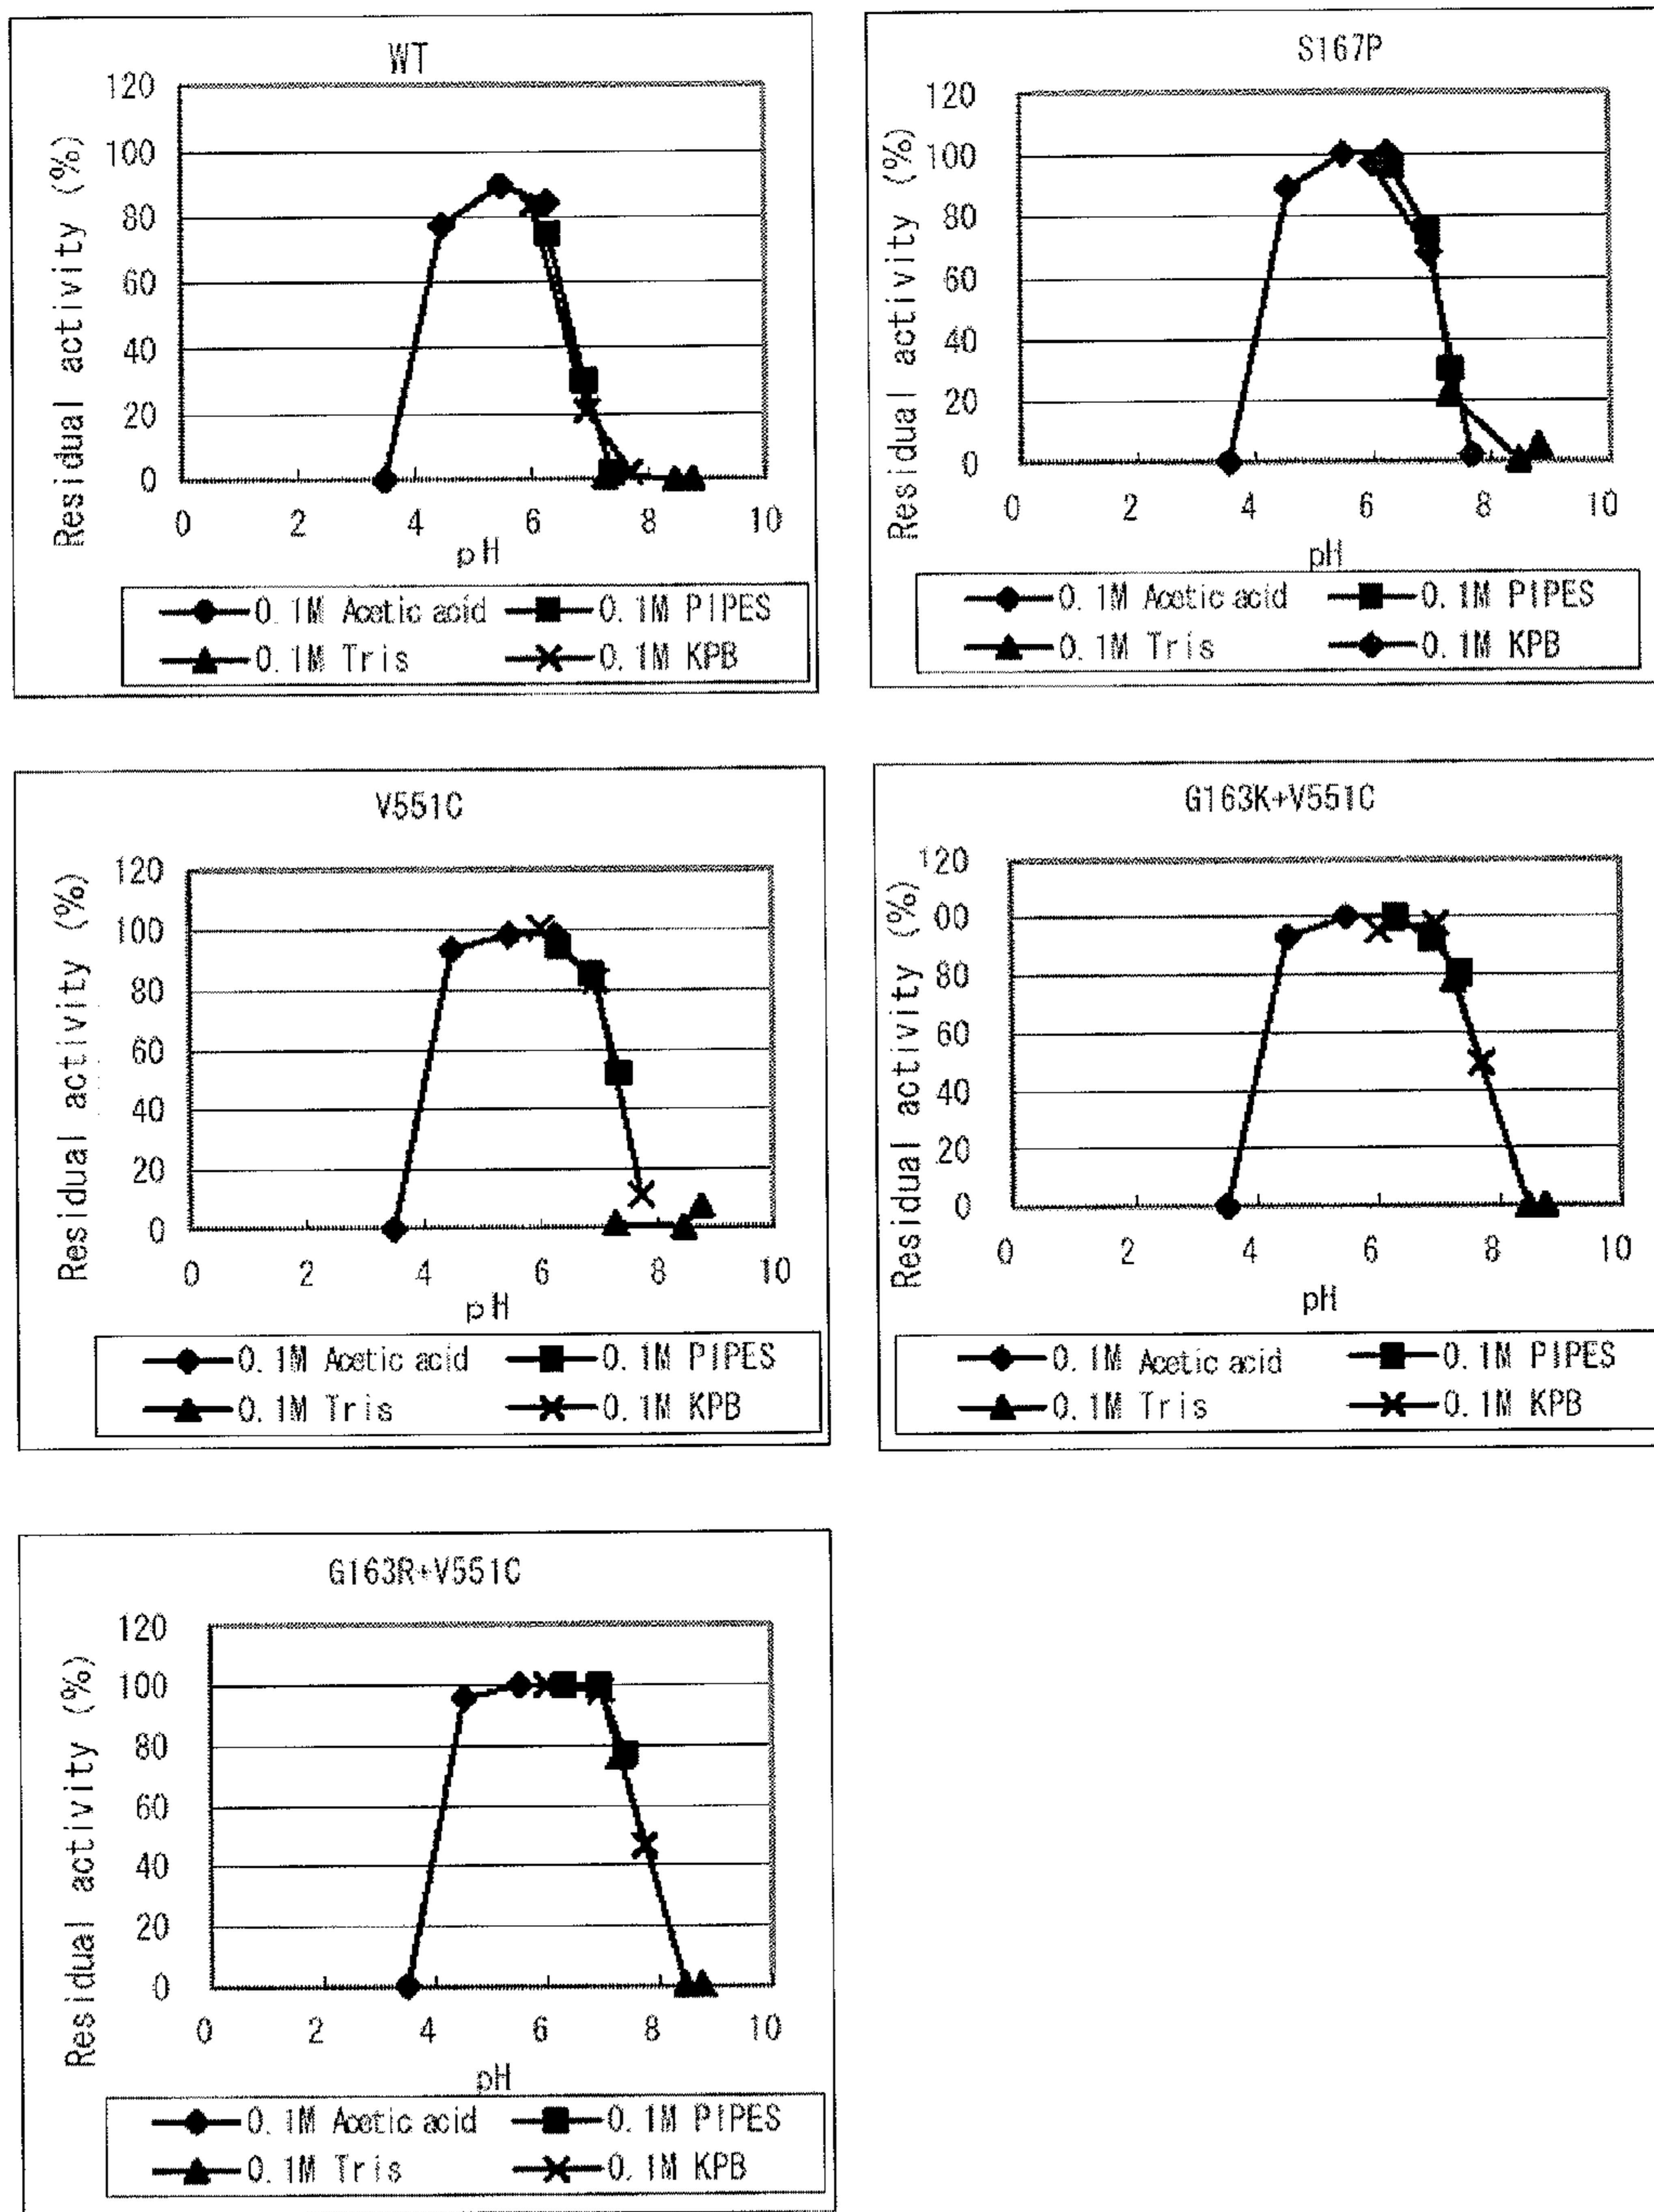 WT
120
100
80
60
40
20
0
0 2 4 6 8 10
Residual activity (%)
pH
0.1M Acetic acid 0.1M PIPES
0.1M Tris 0.1M KPB
S167P
120
100
80
60
40
20
0
0 2 4 6 8 10
Residual activity (%)
pH
0.1M Acetic acid 0.1M PIPES
0.1M Tris 0.1M KPB
V551C
120
100
80
60
40
20
0
0 2 4 6 8 10
Residual activity (%)
pH
0.1M Acetic acid 0.1M PIPES
0.1M Tris 0.1M KPB
G163K+V551C
120
00
80
60
40
20
0
0 2 4 6 8 10
Residual activity (%)
pH
0.1M Acetic acid 0.1M PIPES
0.1M Tris 0.1M KPB
G163R+V551C
120
100
80
60
40
20
0
0 2 4 6 8 10
Residual activity (%)
pH
0.1M Acetic acid 0.1M PIPES
0.1M Tris 0.1M KPB